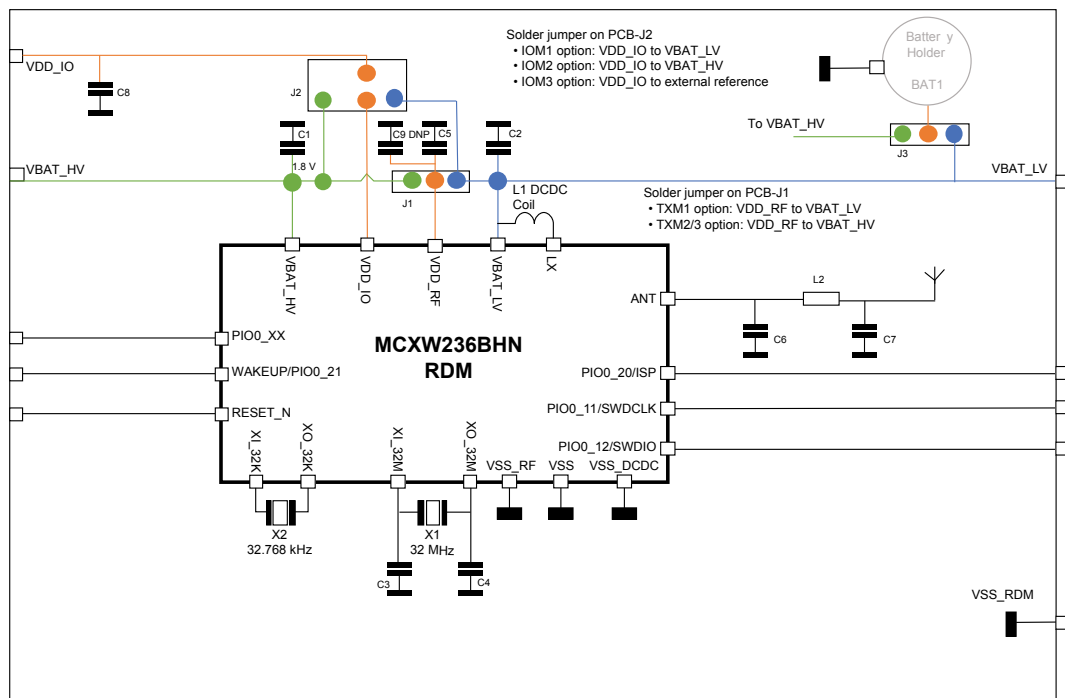 Solder jumper on PCB-J2
• IOM1 option: VDD_IO to VBAT_LV
• IOM2 option: VDD_IO to VBAT_HV
• IOM3 option: VDD_IO to external reference
Batter y
Holder
BAT1
VDD_IO
C8
J2
C1
C9 DNP
C5
C2
To VBAT_HV
J3
1.8 V
VBAT_HV
VBAT_LV
J1
L1 DCDC
Coil
Solder jumper on PCB-J1
• TXM1 option: VDD_RF to VBAT_LV
• TXM2/3 option: VDD_RF to VBAT_HV
VBAT_HV
VDD_IO
VDD_RF
VBAT_LV
LX
ANT
L2
C6
C7
MCXW236BHN
RDM
PIO0_XX
WAKEUP/PIO0_21
RESET_N
PIO0_20/ISP
PIO0_11/SWDCLK
PIO0_12/SWDIO
XI_32K
XO_32K
XI_32M
XO_32M
VSS_RF
VSS
VSS_DCDC
X2
32.768 kHz
X1
32 MHz
C3
C4
VSS_RDM